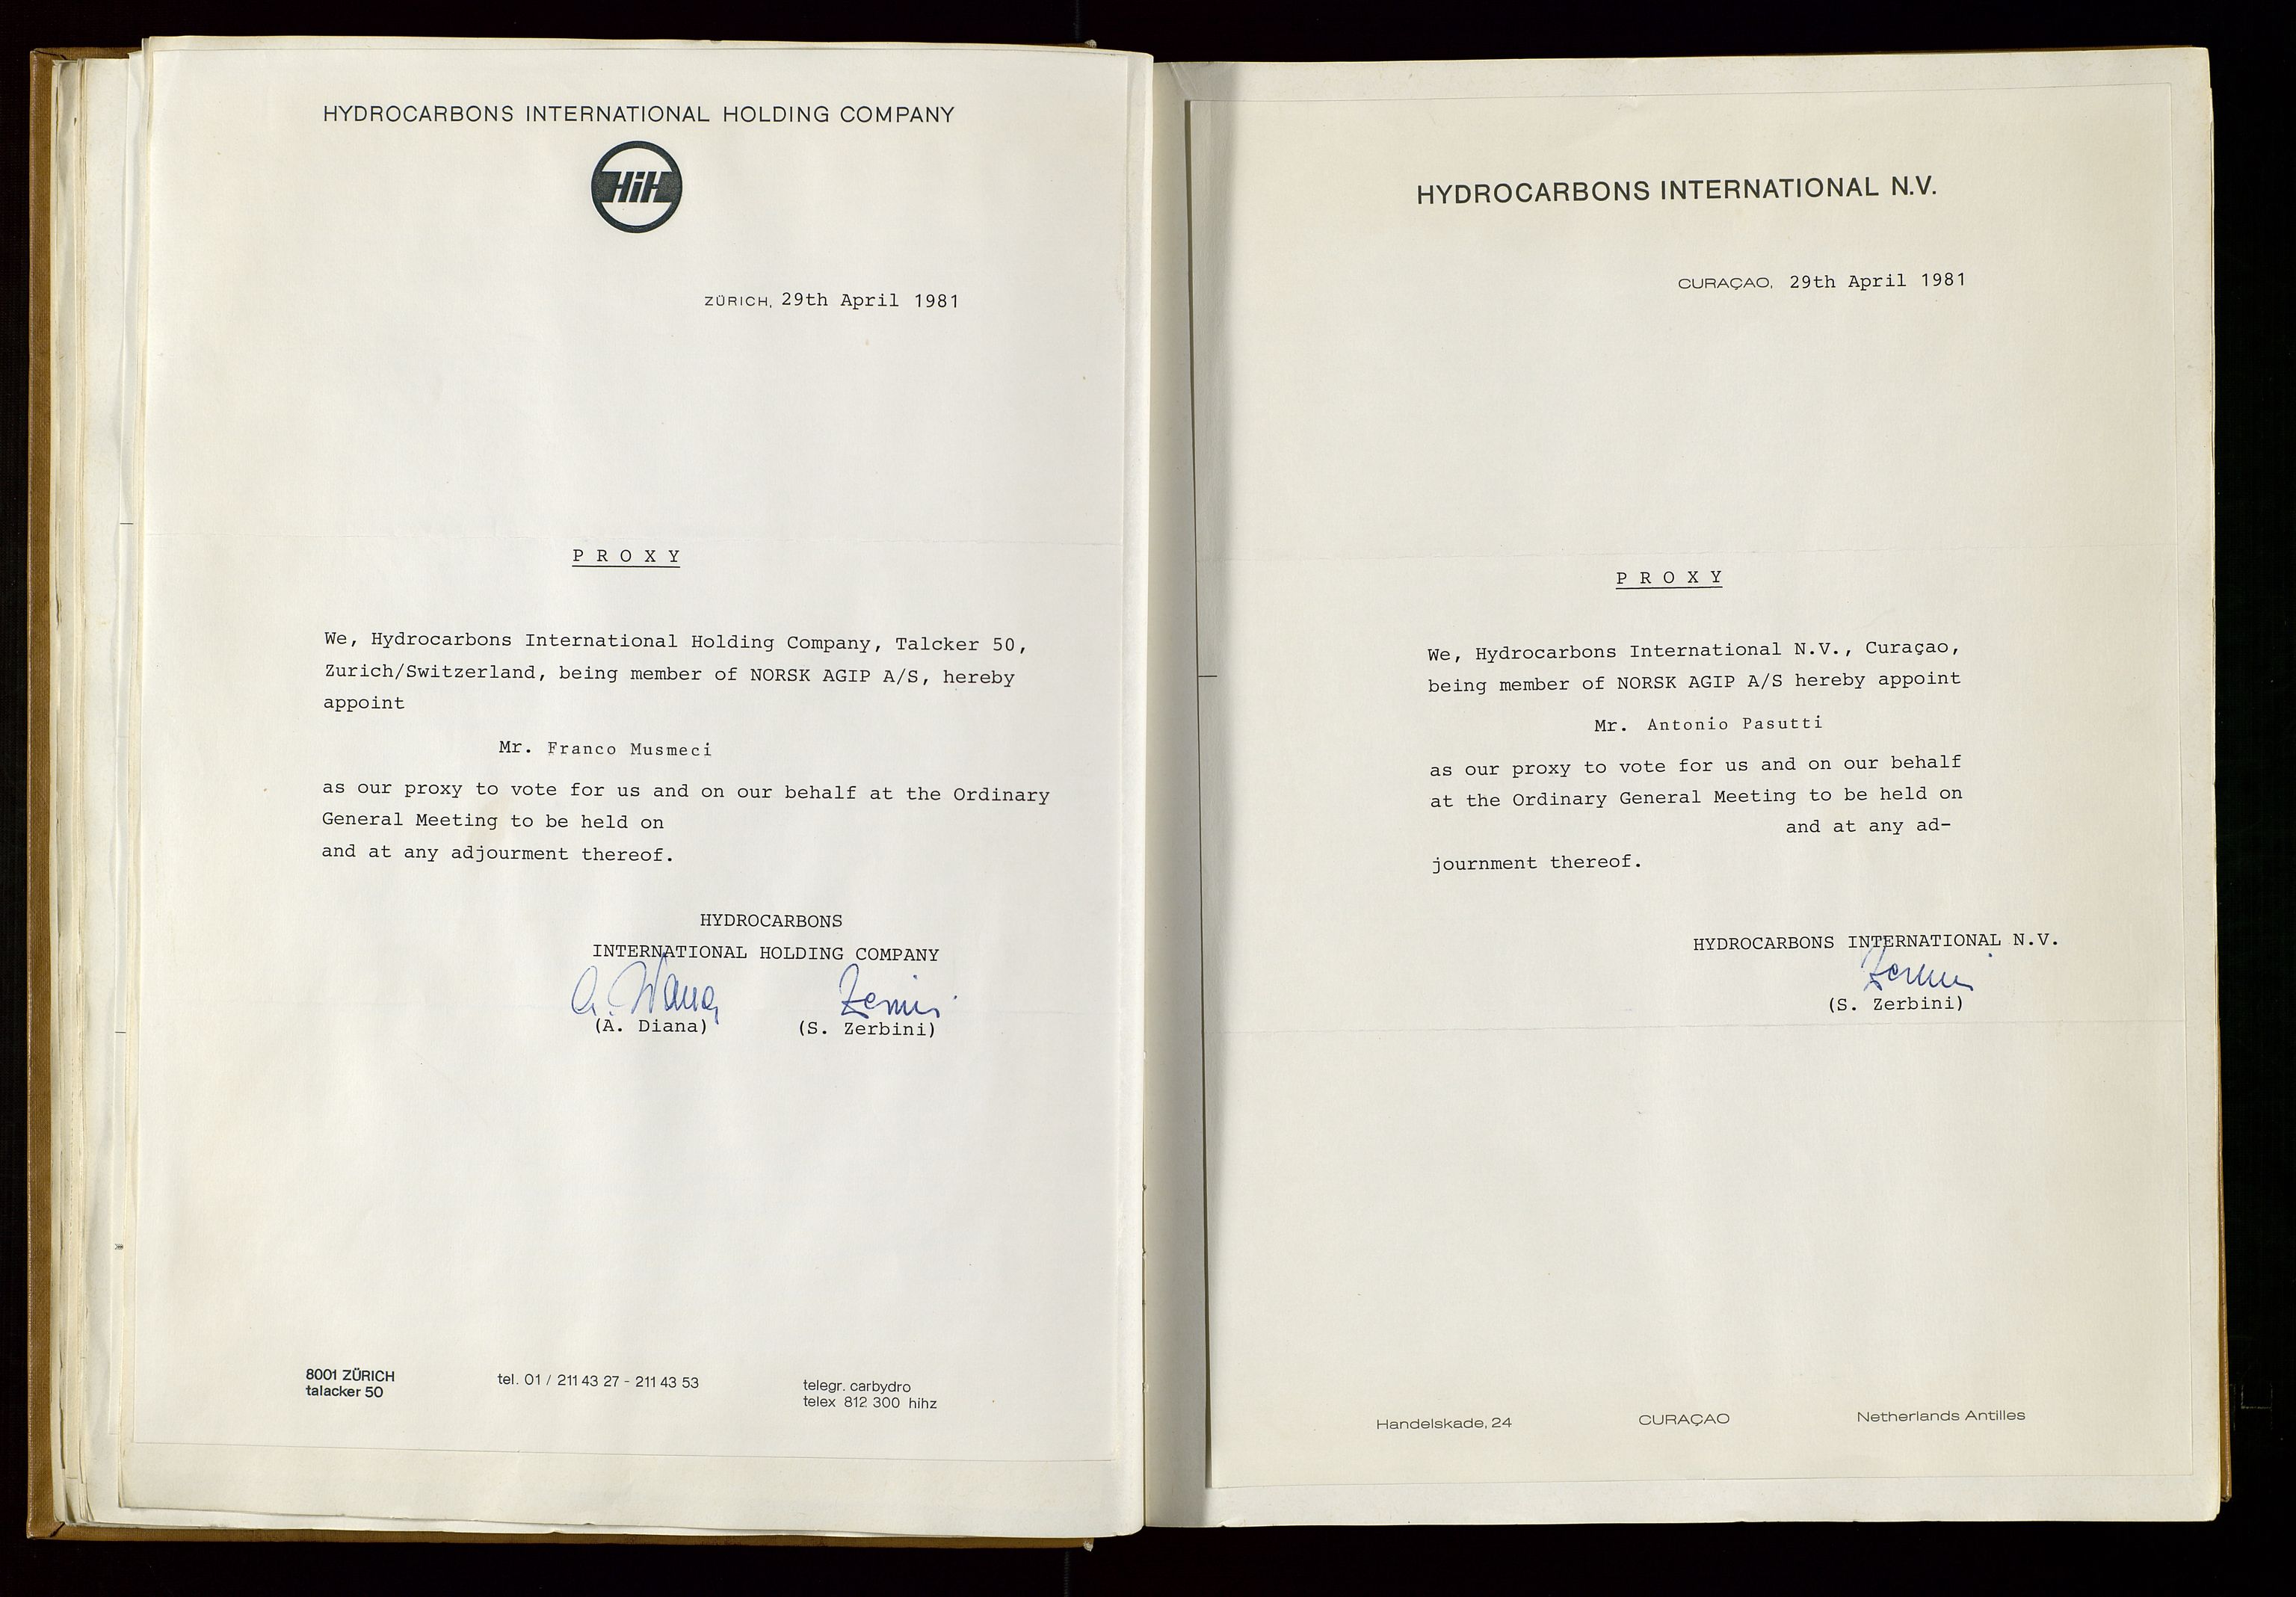 HYDROCARBONS INTERNATIONAL HOLDING COMPANY
HiH
ZÜRICH, 29th April 1981
PROXY
We, Hydrocarbons International Holding Company, Talcker 50,
Zurich/Switzerland, being member of NORSK AGIP A/S, hereby
appoint
Mr. Franco Musmeci
as our proxy to vote for us and on our behalf at the Ordinary
General Meeting to be held on
and at any adjourment thereof.
HYDROCARBONS
INTERNATIONAL HOLDING COMPANY
A. Diana Zerbini
(A. Diana) (S. Zerbini)
8001 ZÜRICH
talacker 50
tel. 01 / 211 43 27 - 211 43 53
telegr. carbydro
telex 812 300 hihz
HYDROCARBONS INTERNATIONAL N.V.
CURAÇAO, 29th April 1981
PROXY
We, Hydrocarbons International N.V., Curaçao,
being member of NORSK AGIP A/S hereby appoint
Mr. Antonio Pasutti
as our proxy to vote for us and on our behalf
at the Ordinary General Meeting to be held on
and at any ad-
journment thereof.
HYDROCARBONS INTERNATIONAL N.V.
Zerbini
(S. Zerbini)
Handelskade, 24 CURAÇAO Netherlands Antilles